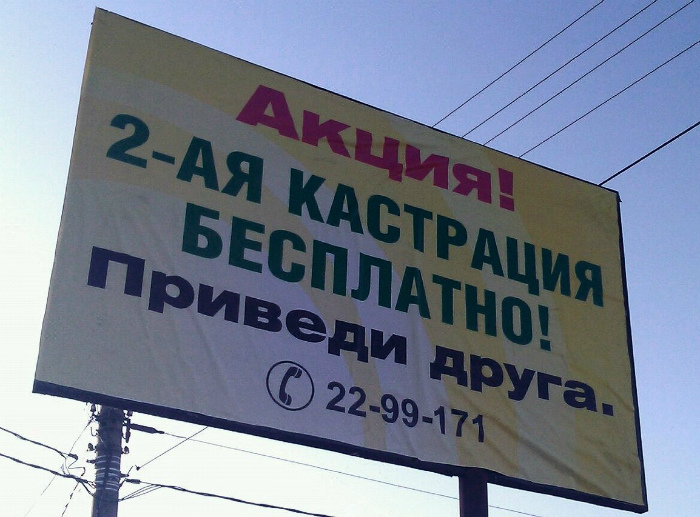 Акция!
2-АЯ КАСТРАЦИЯ
БЕСПЛАТНО!
Приведи друга.
22-99-171